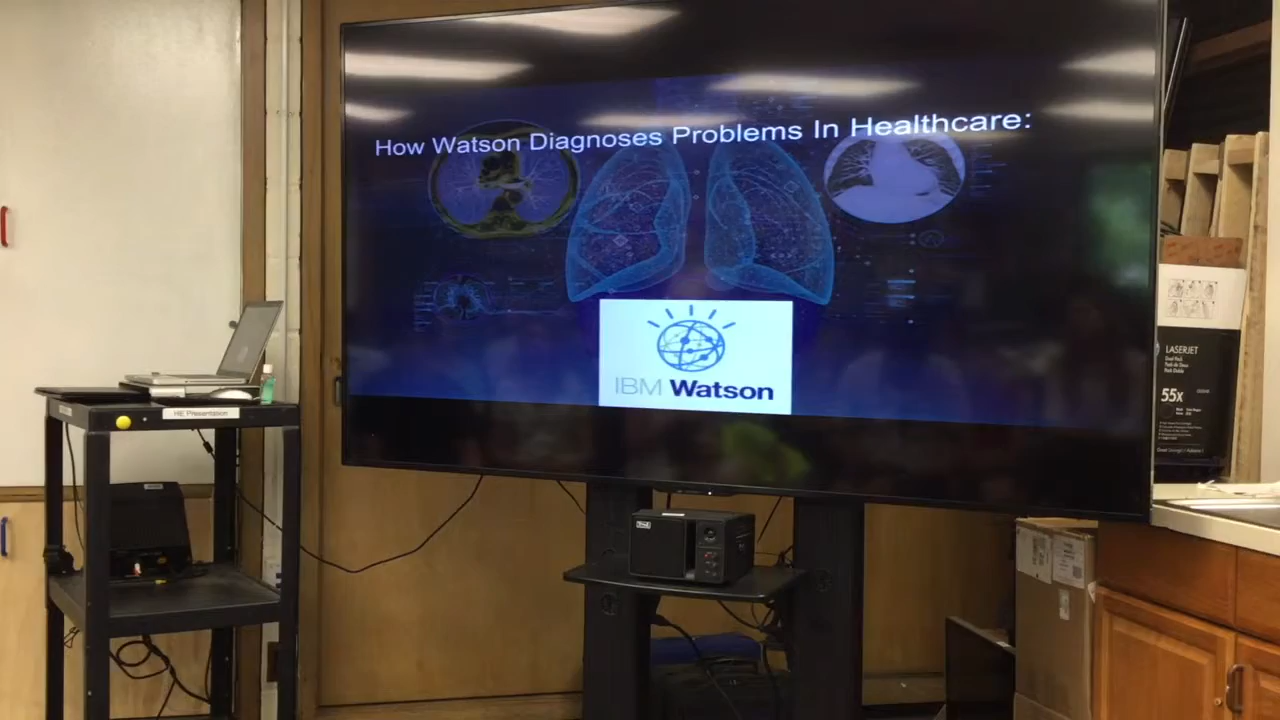 How Watson Diagnoses Problems In Healthcare:
IBM Watson
HE Presentation
LASERJET
55x